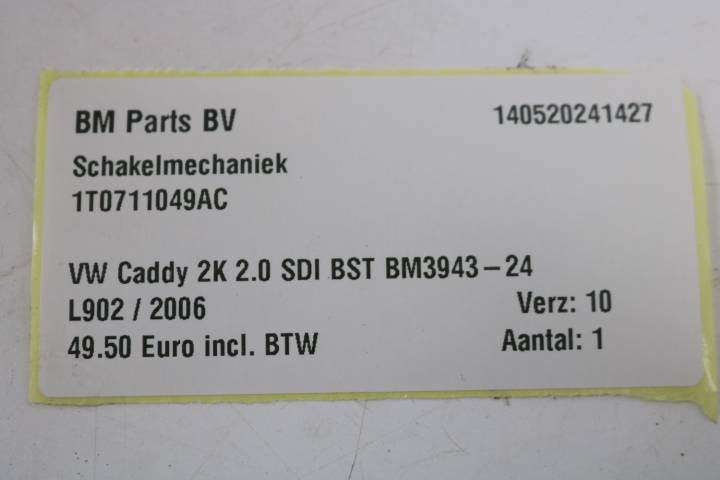 BM Parts BV 140520241427
Schakelmechaniek
1T0711049AC
VW Caddy 2K 2.0 SDI BST BM3943-24
L902 / 2006 Verz: 10
49.50 Euro incl. BTW Aantal: 1